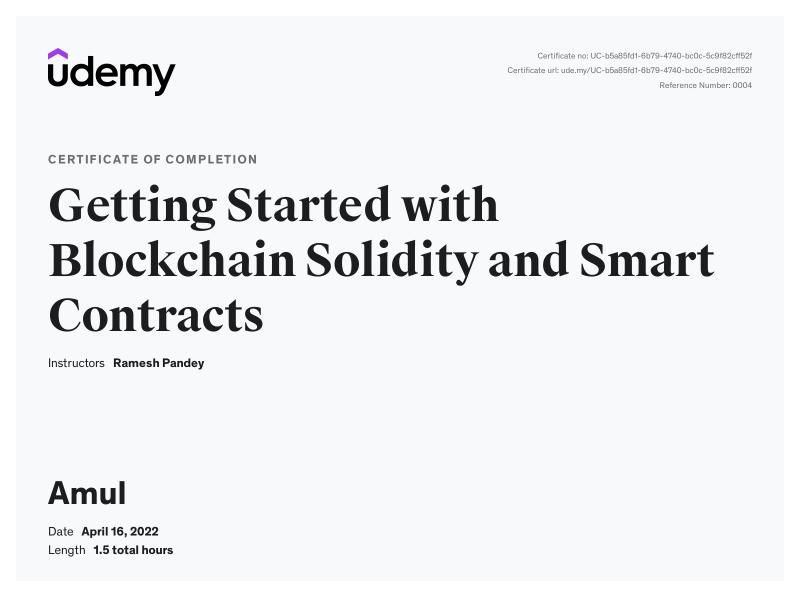 udemy
Certificate no: UC-b5a85fd1-6b79-4740-bc0c-5c9f82cff52f
Certificate url: ude.my/UC-b5a85fd1-6b79-4740-bc0c-5c9f82cff52f
Reference Number: 0004
CERTIFICATE OF COMPLETION
Getting Started with
Blockchain Solidity and Smart
Contracts
Instructors Ramesh Pandey
Amul
Date April 16, 2022
Length 1.5 total hours